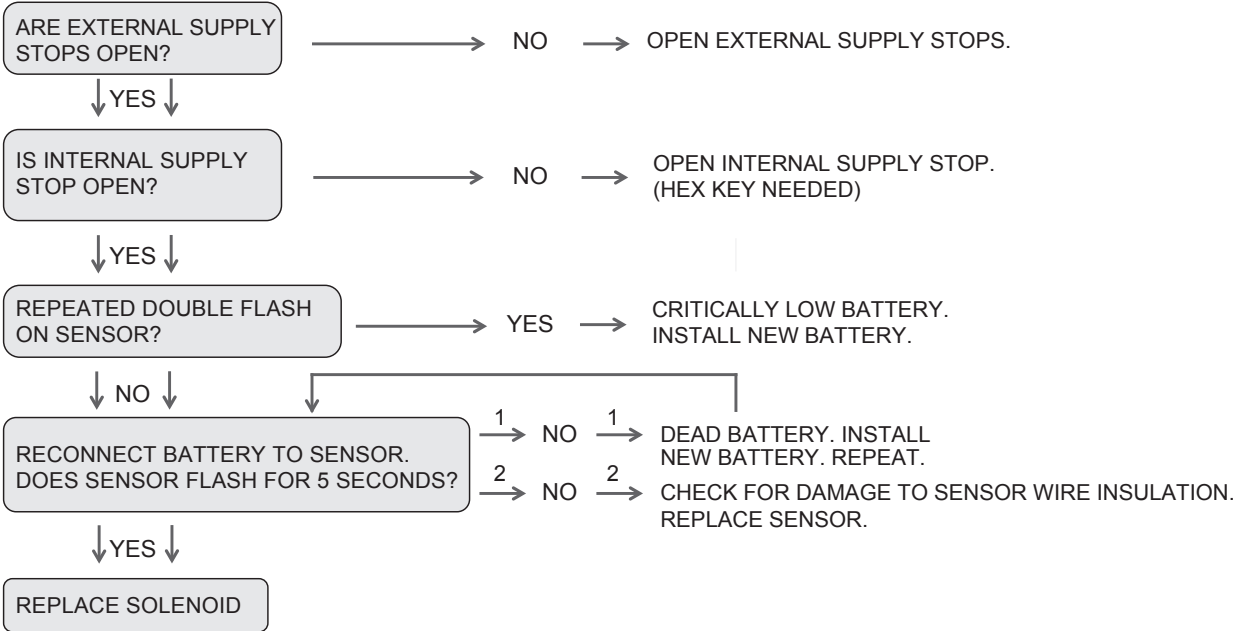 ARE EXTERNAL SUPPLY
STOPS OPEN?
NO
OPEN EXTERNAL SUPPLY STOPS.
YES
IS INTERNAL SUPPLY
STOP OPEN?
NO
OPEN INTERNAL SUPPLY STOP.
(HEX KEY NEEDED)
YES
REPEATED DOUBLE FLASH
ON SENSOR?
YES
CRITICALLY LOW BATTERY.
INSTALL NEW BATTERY.
NO
RECONNECT BATTERY TO SENSOR.
DOES SENSOR FLASH FOR 5 SECONDS?
1 NO 1
DEAD BATTERY. INSTALL
NEW BATTERY. REPEAT.
2 NO 2
CHECK FOR DAMAGE TO SENSOR WIRE INSULATION.
REPLACE SENSOR.
YES
REPLACE SOLENOID